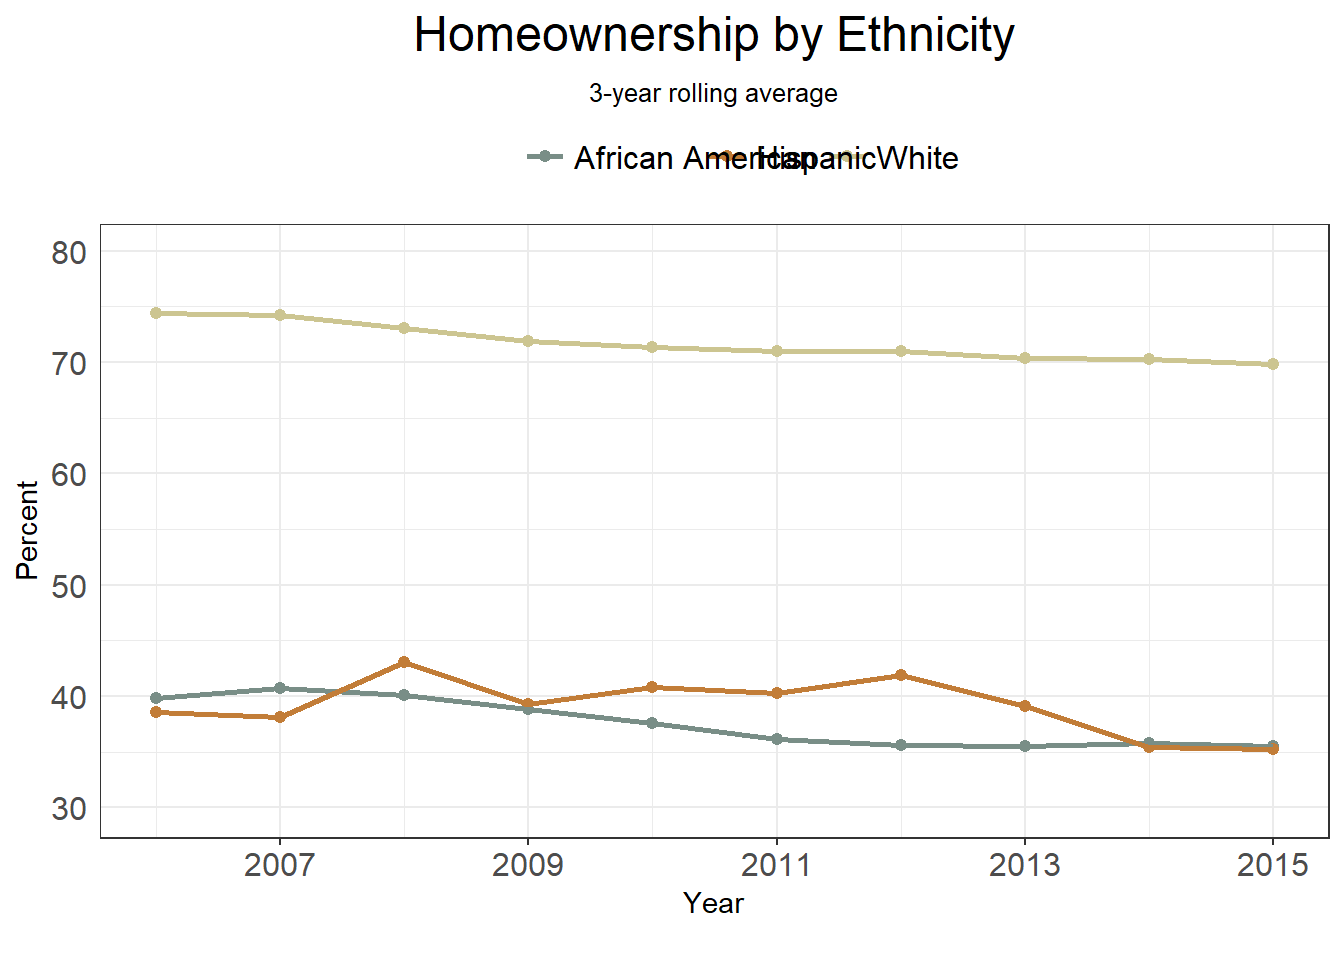 Homeownership by Ethnicity
3-year rolling average
African American Hispanic White
80
70
60
50
40
30
Percent
2007 2009 2011 2013 2015
Year